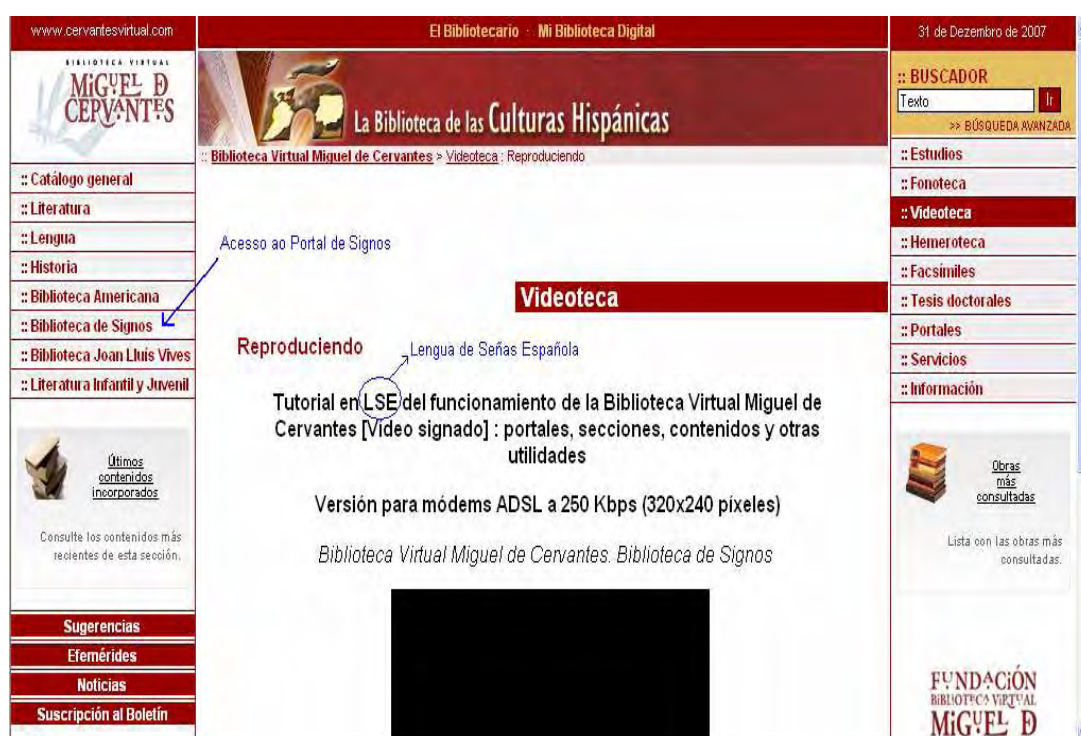 www.cervantesvirtual.com
El Bibliotecario - Mi Biblioteca Digital
31 de Dezembro de 2007
BIBLIOTECA VIRTUAL
MiGUEL D
CERVANTES
La Biblioteca de las Culturas Hispánicas
:: Biblioteca Virtual Miguel de Cervantes > Videoteca : Reproduciendo
:: BUSCADOR
Texto Ir
>> BÚSQUEDA AVANZADA
:: Catálogo general
:: Literatura
:: Lengua
:: Historia
:: Biblioteca Americana
:: Biblioteca de Signos
:: Biblioteca Joan Lluís Vives
:: Literatura Infantil y Juvenil
Últimos
contenidos
incorporados
Consulte los contenidos más
recientes de esta sección.
Sugerencias
Efemérides
Noticias
Suscripción al Boletín
Acesso ao Portal de Signos
Videoteca
Reproduciendo
Lengua de Señas Española
Tutorial en LSE del funcionamiento de la Biblioteca Virtual Miguel de
Cervantes [Vídeo signado] : portales, secciones, contenidos y otras
utilidades
Versión para módems ADSL a 250 Kbps (320x240 píxeles)
Biblioteca Virtual Miguel de Cervantes. Biblioteca de Signos
:: Estudios
:: Fonoteca
:: Videoteca
:: Hemeroteca
:: Facsímiles
:: Tesis doctorales
:: Portales
:: Servicios
:: Información
Obras
más
consultadas
Lista con las obras más
consultadas.
FUNDACiÓN
BIBLIOTECA VIRTUAL
MiGUEL D